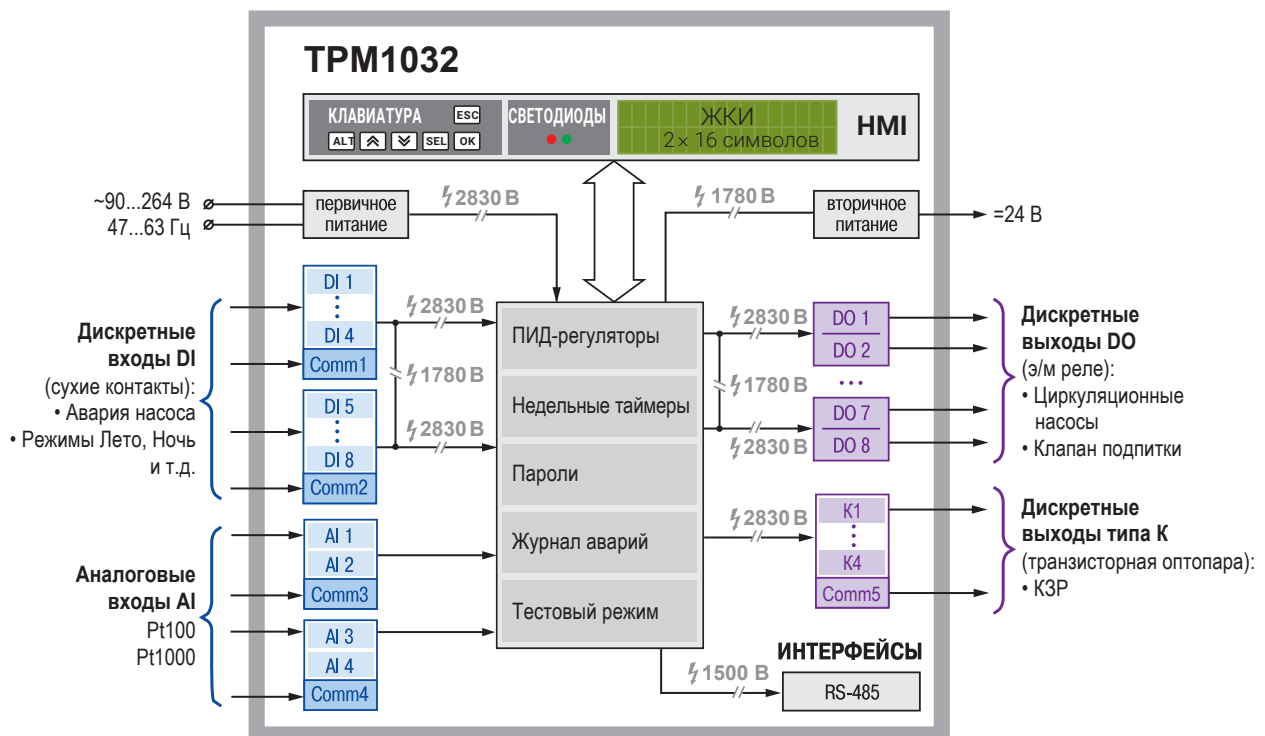 ТРМ1032
КЛАВИАТУРА ESC
ALT SEL OK
СВЕТОДИОДЫ
ЖКИ
2× 16 символов
HMI
~90...264 В
47...63 Гц
первичное
питание
2830 В
1780 В
вторичное
питание
=24 В
Дискретные
входы DI
(сухие контакты):
• Авария насоса
• Режимы Лето, Ночь
и т.д.
DI 1
DI 4
Comm1
DI 5
DI 8
Comm2
2830 В
1780 В
2830 В
Аналоговые
входы AI
Pt100
Pt1000
AI 1
AI 2
Comm3
AI 3
AI 4
Comm4
ПИД-регуляторы
Недельные таймеры
Пароли
Журнал аварий
Тестовый режим
2830 В
1780 В
2830 В
DO 1
DO 2
...
DO 7
DO 8
Дискретные
выходы DO
(э/м реле):
• Циркуляционные
насосы
• Клапан подпитки
2830 В
К1
К4
Comm5
Дискретные
выходы типа К
(транзисторная оптопара):
• КЗР
ИНТЕРФЕЙСЫ
1500 В
RS-485